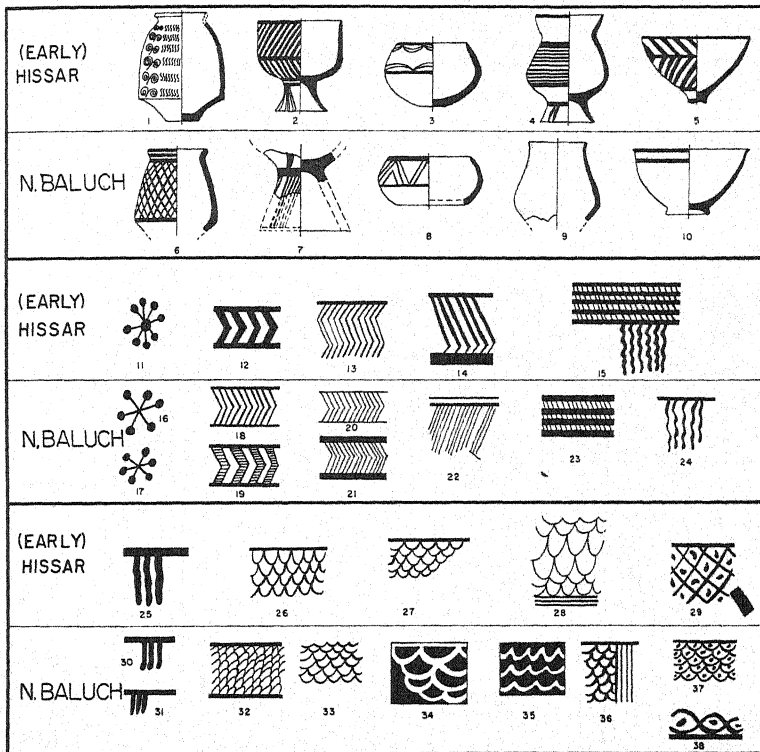 (EARLY)
HISSAR
1 2 3 4 5
N. BALUCH
6 7 8 9 10
(EARLY)
HISSAR
11 12 13 14 15
N. BALUCH
16
17
18
19
20
21
22
23
24
(EARLY)
HISSAR
25 26 27 28 29
N. BALUCH
30
31
32
33
34
35
36
37
38